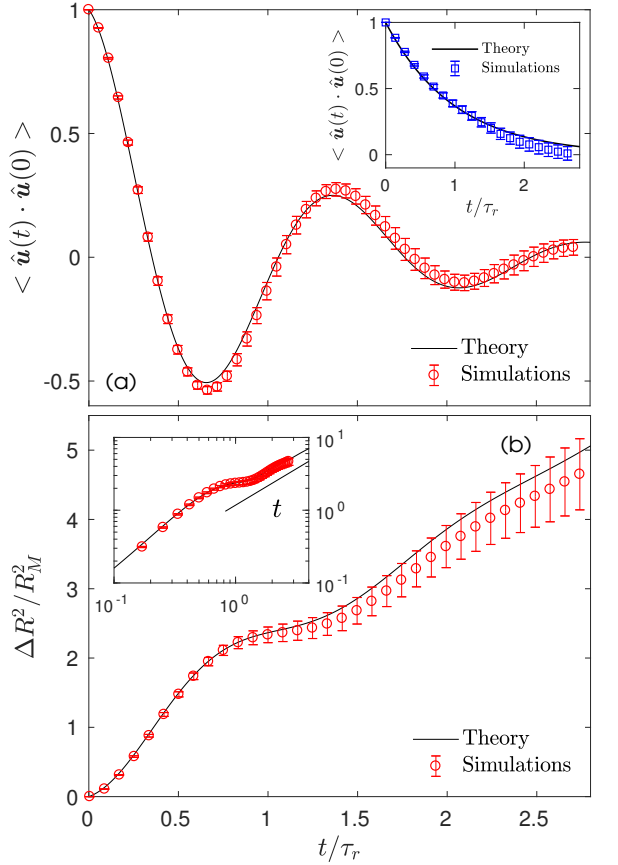 1
0.5
0
-0.5
< û(t) · û(0) >
(a)
Theory
Simulations
1
0.5
0
< û(t) · û(0) >
Theory
Simulations
0 1 2
t/τr
5
4
3
2
1
0
ΔR²/R²M
(b)
10¹
10⁰
10⁻¹
t
10⁻¹ 10⁰
Theory
Simulations
0 0.5 1 1.5 2 2.5
t/τr